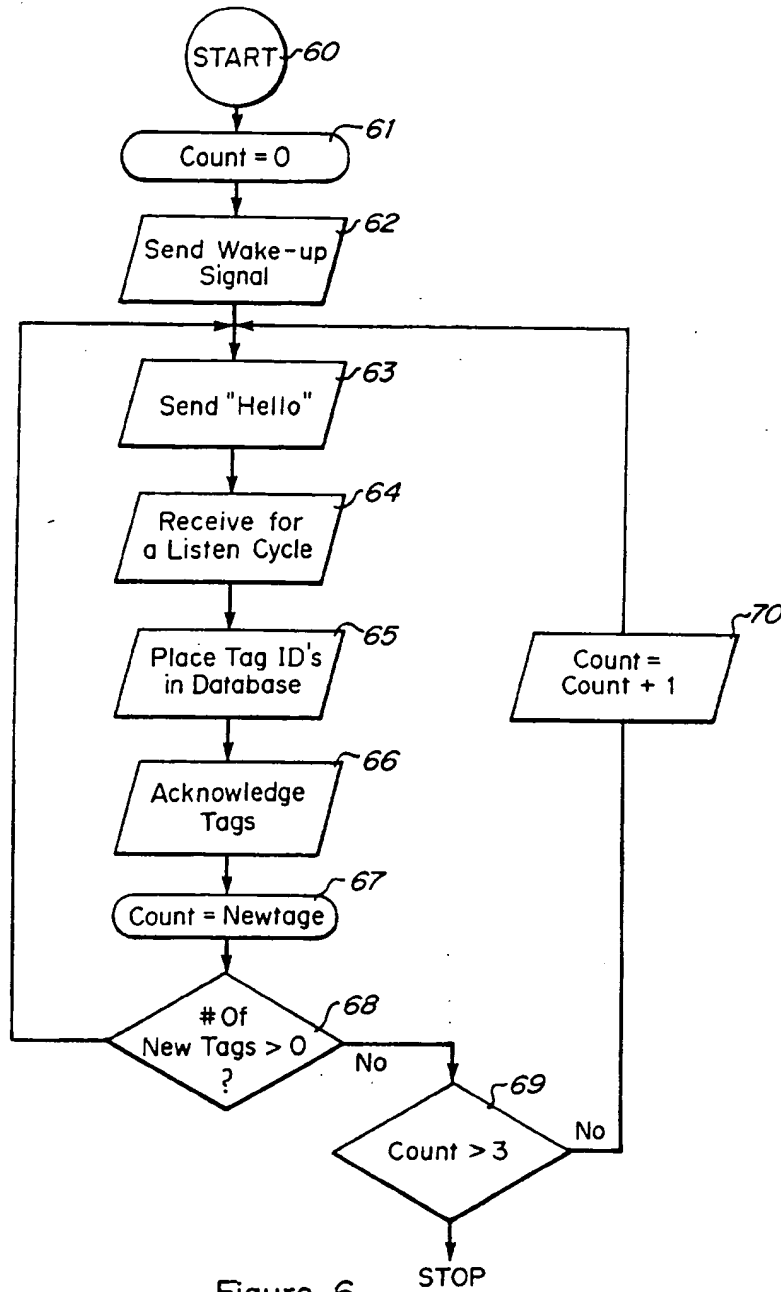 START
60
61
Count = 0
62
Send Wake-up
Signal
63
Send "Hello"
64
Receive for
a Listen Cycle
65
Place Tag ID's
in Database
70
Count =
Count + 1
66
Acknowledge
Tags
67
Count = Newtage
68
# Of
New Tags > 0
?
No
69
Count > 3
No
STOP
Figure 6